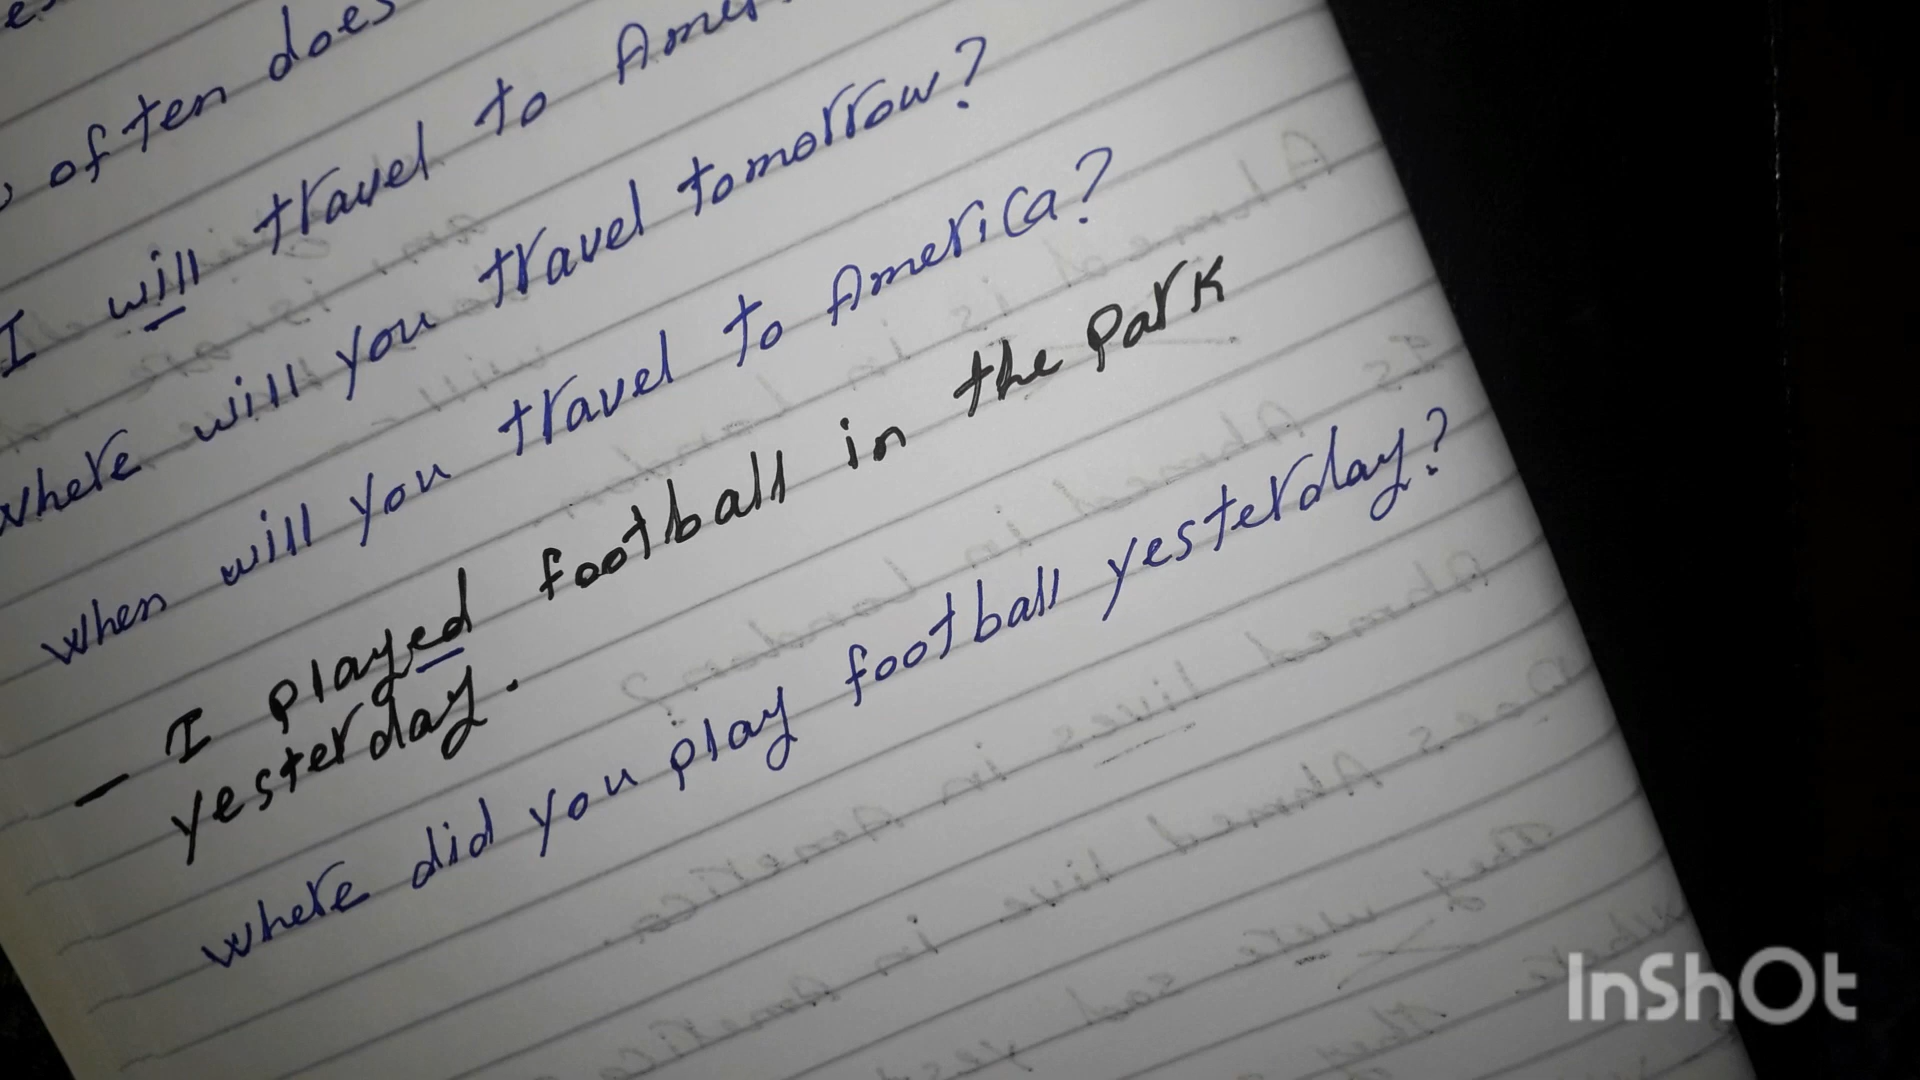 often does
I will travel to Amer
Where will you travel tomorrow?
When will you travel to America?
- I played football in the park
yesterday.
where did you play football yesterday?
InShOt